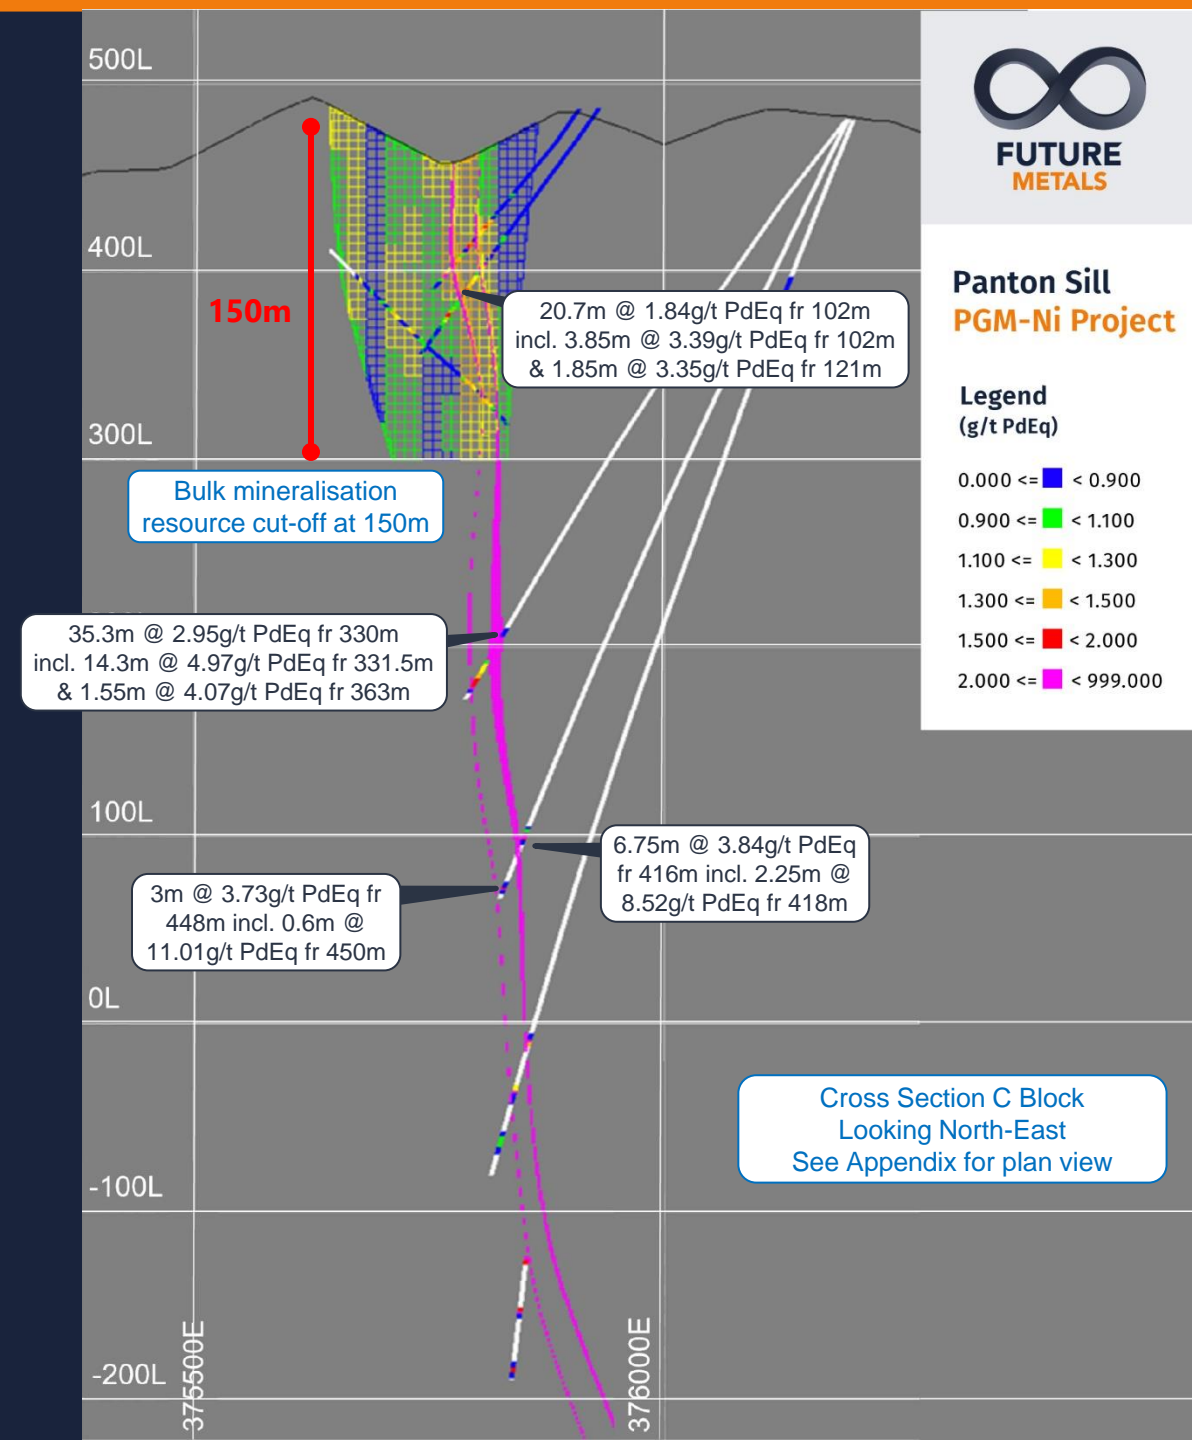 500L
400L
300L
100L
0L
-100L
-200L
375500E
376000E
150m
Bulk mineralisation
resource cut-off at 150m
20.7m @ 1.84g/t PdEq fr 102m
incl. 3.85m @ 3.39g/t PdEq fr 102m
& 1.85m @ 3.35g/t PdEq fr 121m
35.3m @ 2.95g/t PdEq fr 330m
incl. 14.3m @ 4.97g/t PdEq fr 331.5m
& 1.55m @ 4.07g/t PdEq fr 363m
6.75m @ 3.84g/t PdEq
fr 416m incl. 2.25m @
8.52g/t PdEq fr 418m
3m @ 3.73g/t PdEq fr
448m incl. 0.6m @
11.01g/t PdEq fr 450m
Cross Section C Block
Looking North-East
See Appendix for plan view
FUTURE
METALS
Panton Sill
PGM-Ni Project
Legend
(g/t PdEq)
0.000 <= < 0.900
0.900 <= < 1.100
1.100 <= < 1.300
1.300 <= < 1.500
1.500 <= < 2.000
2.000 <= < 999.000